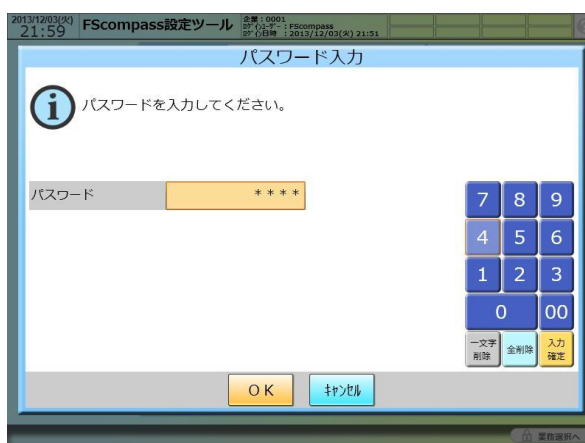 2013/12/03(火)
21:59
FScompass設定ツール
企業：0001
ﾛｸﾞｲﾝﾕｰｻﾞｰ：FScompass
ﾛｸﾞｲﾝ日時 ：2013/12/03(火) 21:51
パスワード入力
i
パスワードを入力してください。
パスワード
* * * *
7 8 9
4 5 6
1 2 3
0 00
一文字
削除
全削除
入力
確定
ＯＫ
ｷｬﾝｾﾙ
業務選択へ